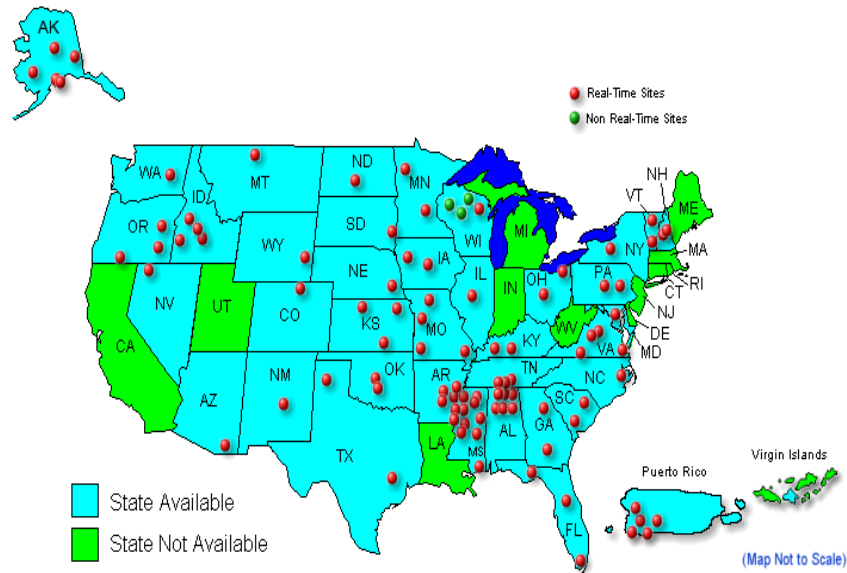 AK
Real-Time Sites
Non Real-Time Sites
WA
MT
ND
MN
ID
OR
SD
WI
MI
VT
NH
ME
NY
MA
WY
IA
NE
IL
IN
OH
PA
RI
CT
NJ
NV
UT
CO
KS
MO
KY
WV
VA
DE
MD
CA
AZ
NM
OK
AR
TN
NC
SC
TX
LA
MS
AL
GA
FL
Puerto Rico
Virgin Islands
State Available
State Not Available
(Map Not to Scale)